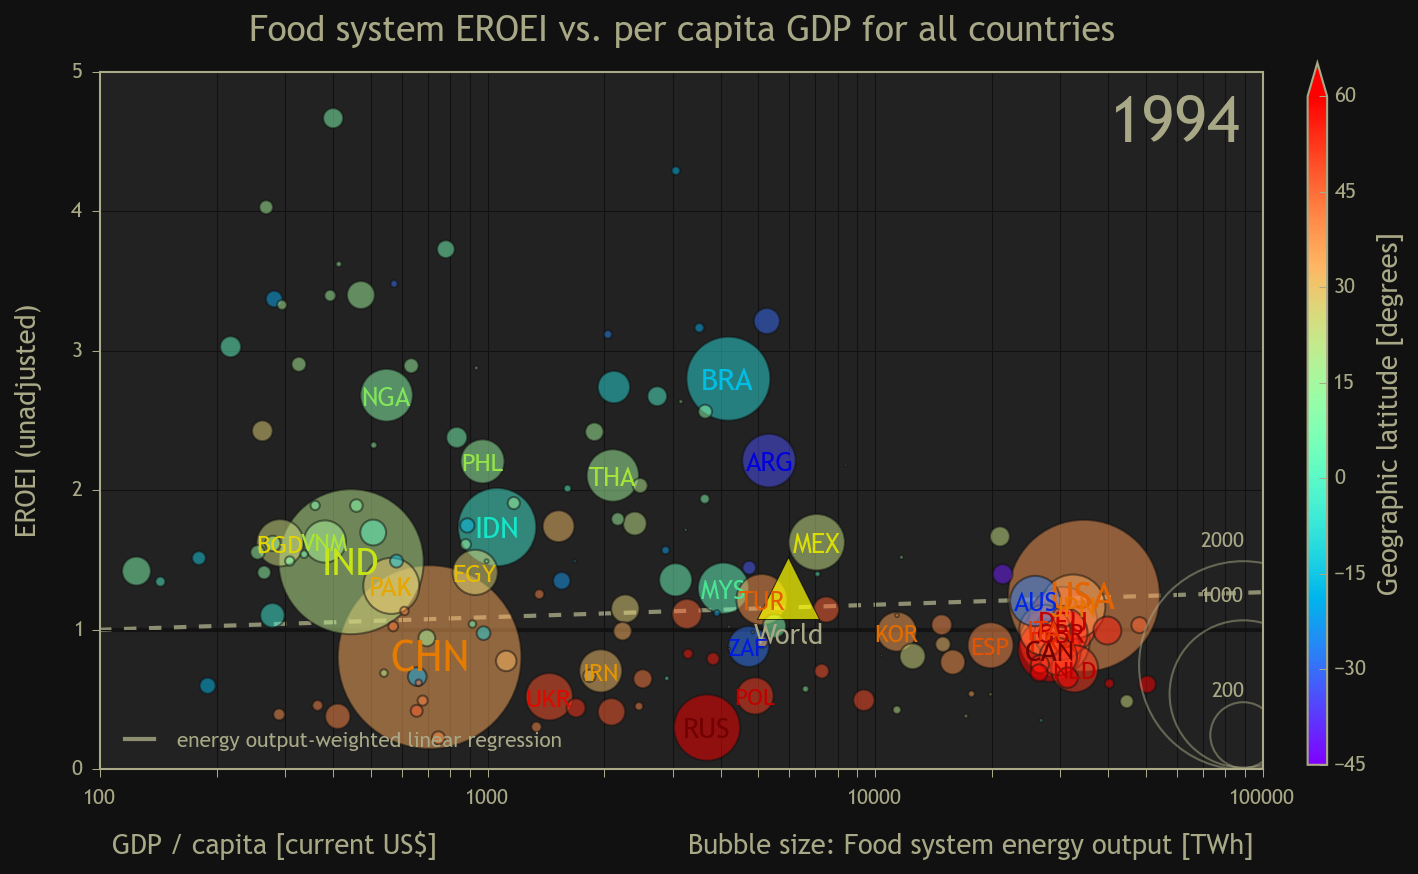 Food system EROEI vs. per capita GDP for all countries
1994
EROEI (unadjusted)
5
4
3
2
1
0
NGA
BRA
PHL
THA
ARG
IDN
BGD
VNM
IND
PAK
EGY
MEX
MYS
TUR
World
AUS
USA
CHN
ZAF
KOR
ESP
CAN
NLD
IRN
UKR
POL
RUS
2000
1000
200
energy output-weighted linear regression
100
1000
10000
100000
GDP / capita [current US$]
Bubble size: Food system energy output [TWh]
60
45
30
15
0
−15
−30
−45
Geographic latitude [degrees]